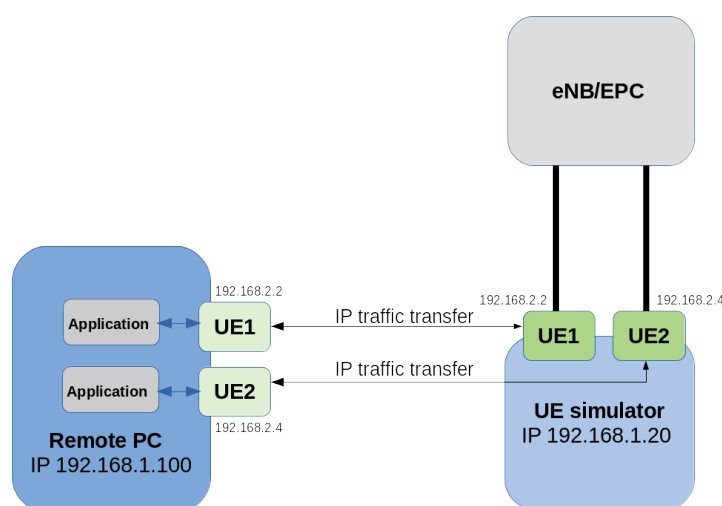 eNB/EPC
192.168.2.2
192.168.2.2
192.168.2.4
Application
UE1
IP traffic transfer
UE1
UE2
Application
UE2
IP traffic transfer
192.168.2.4
Remote PC
IP 192.168.1.100
UE simulator
IP 192.168.1.20